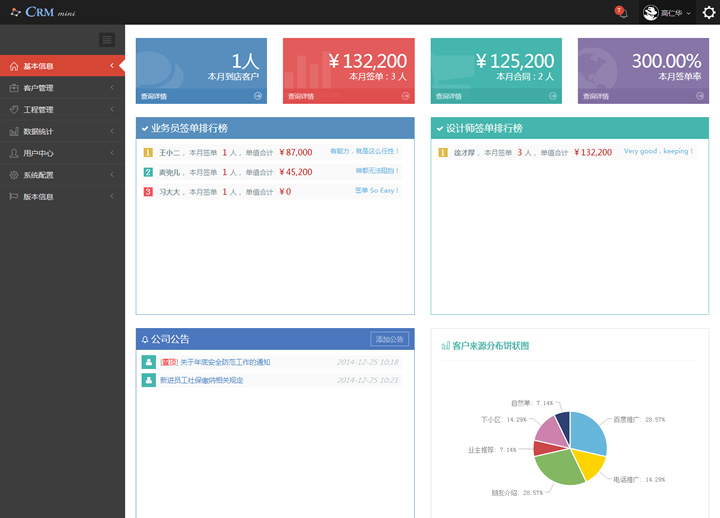 CRM mini
7
高仁华
基本信息
客户管理
工程管理
数据统计
用户中心
系统配置
版本信息
1人
本月到店客户
查询详情
¥ 132,200
本月签单：3 人
查询详情
¥ 125,200
本月合同：2 人
查询详情
300.00%
本月签单率
查询详情
业务员签单排行榜
1 王小二，本月签单 1 人，单值合计 ¥ 87,000 有能力，就是这么任性！
2 卖兜儿，本月签单 1 人，单值合计 ¥ 45,200 啥都无法阻挡！
3 习大大，本月签单 1 人，单值合计 ¥ 0 签单 So Easy！
设计师签单排行榜
1 徐才厚，本月签单 3 人，单值合计 ¥ 132,200 Very good，keeping！
公司公告
添加公告
[置顶] 关于年底安全防范工作的通知 2014-12-25 10:18
新进员工社保缴纳相关规定 2014-12-25 10:21
客户来源分布饼状图
自然单：7.14%
百度推广：28.57%
下小区：14.29%
业主推荐：7.14%
电话推广：14.29%
朋友介绍：28.57%